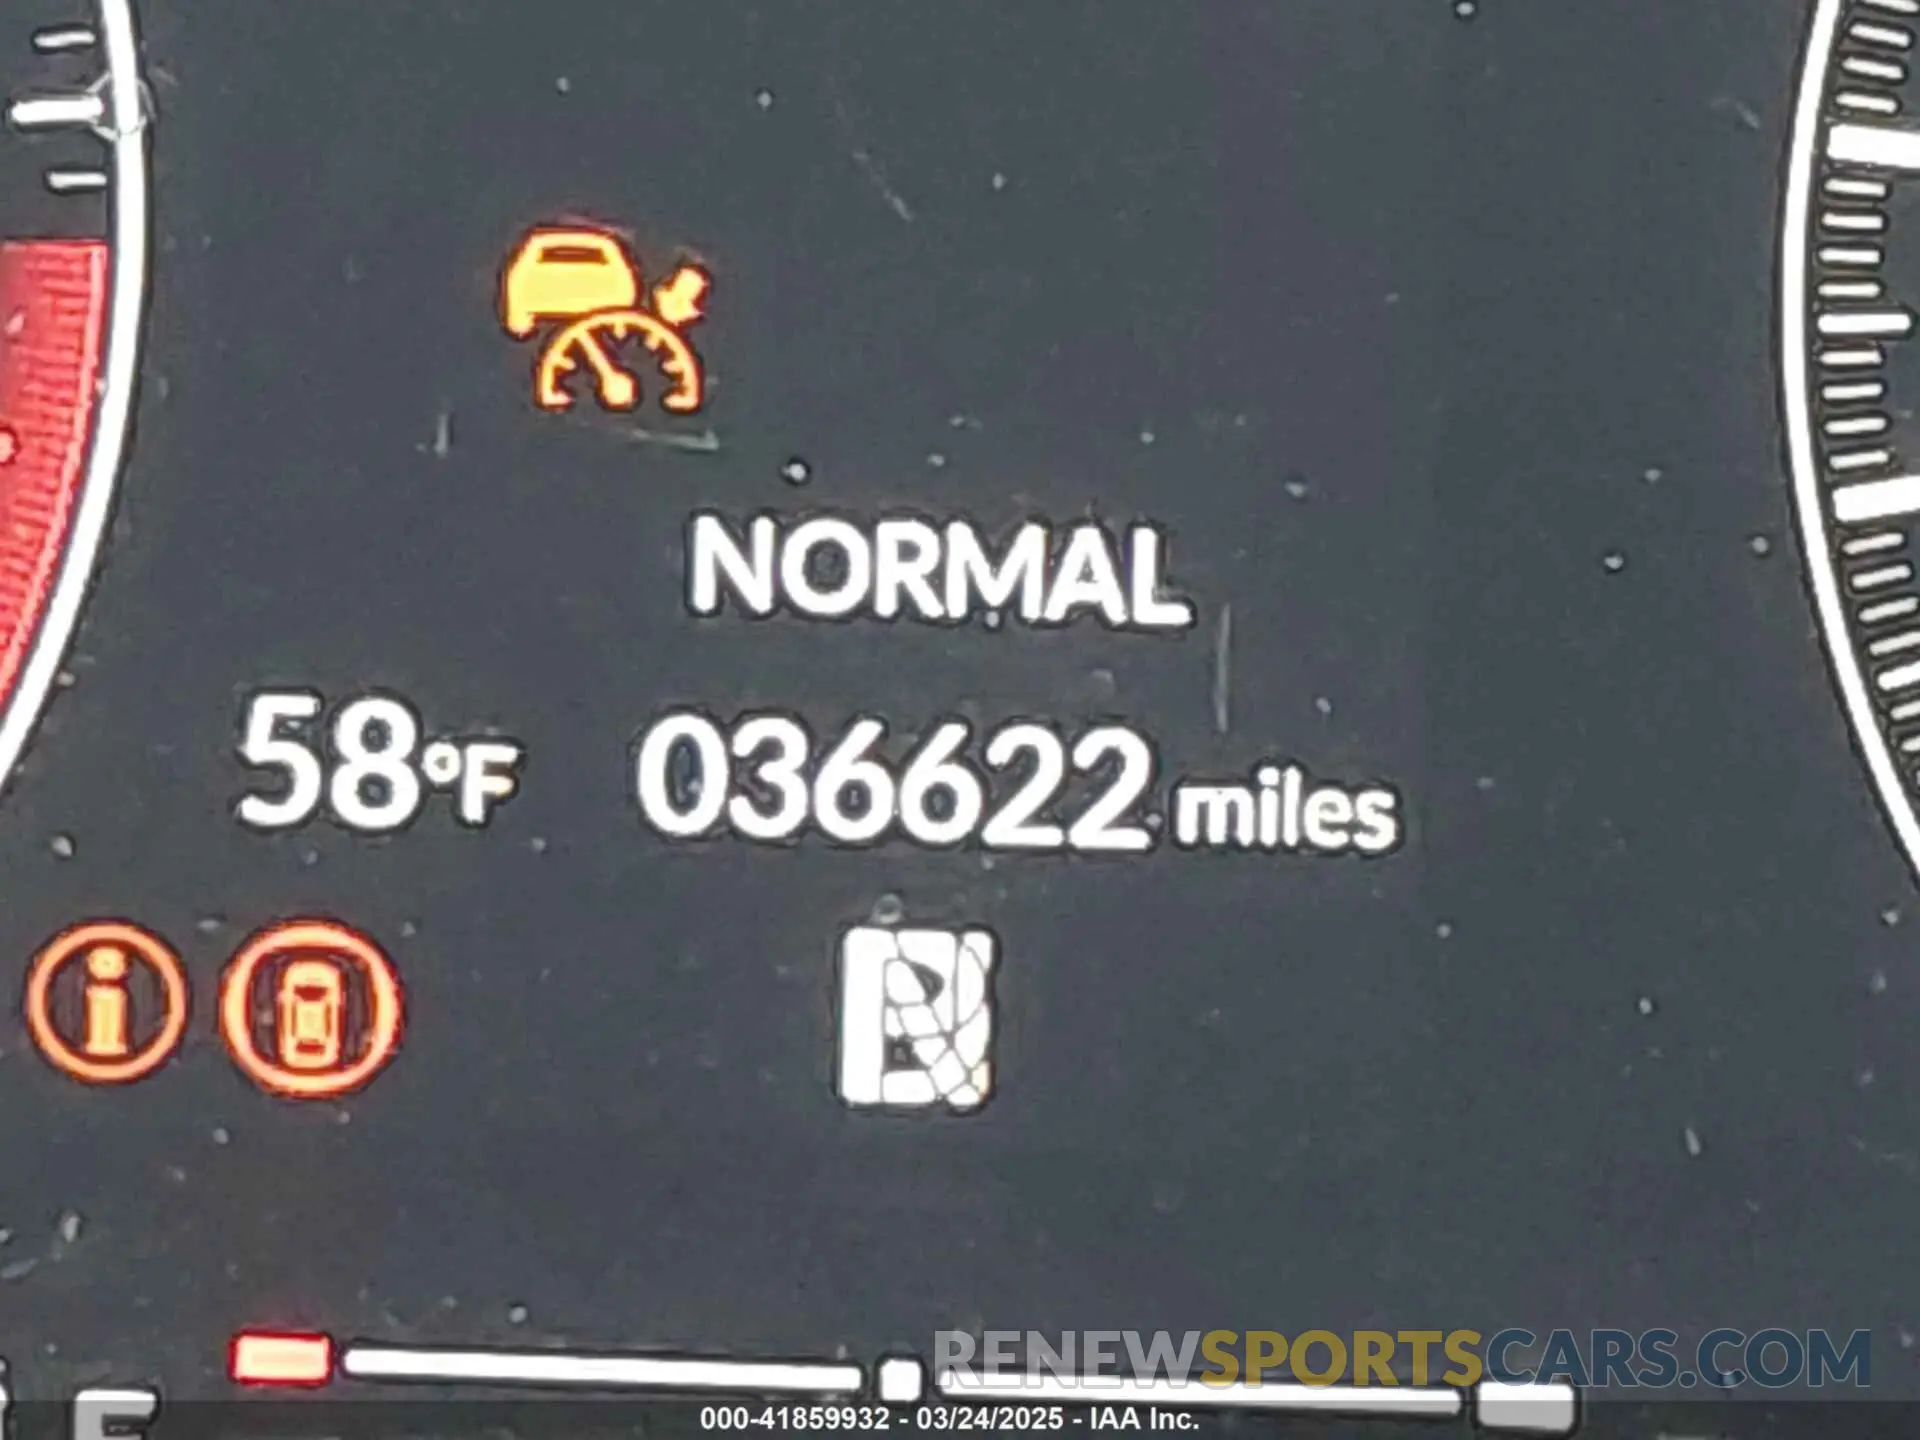 NORMAL
58°F 036622 miles
i
RENEWSPORTSCARS.COM
000-41859932 - 03/24/2025 - IAA Inc.